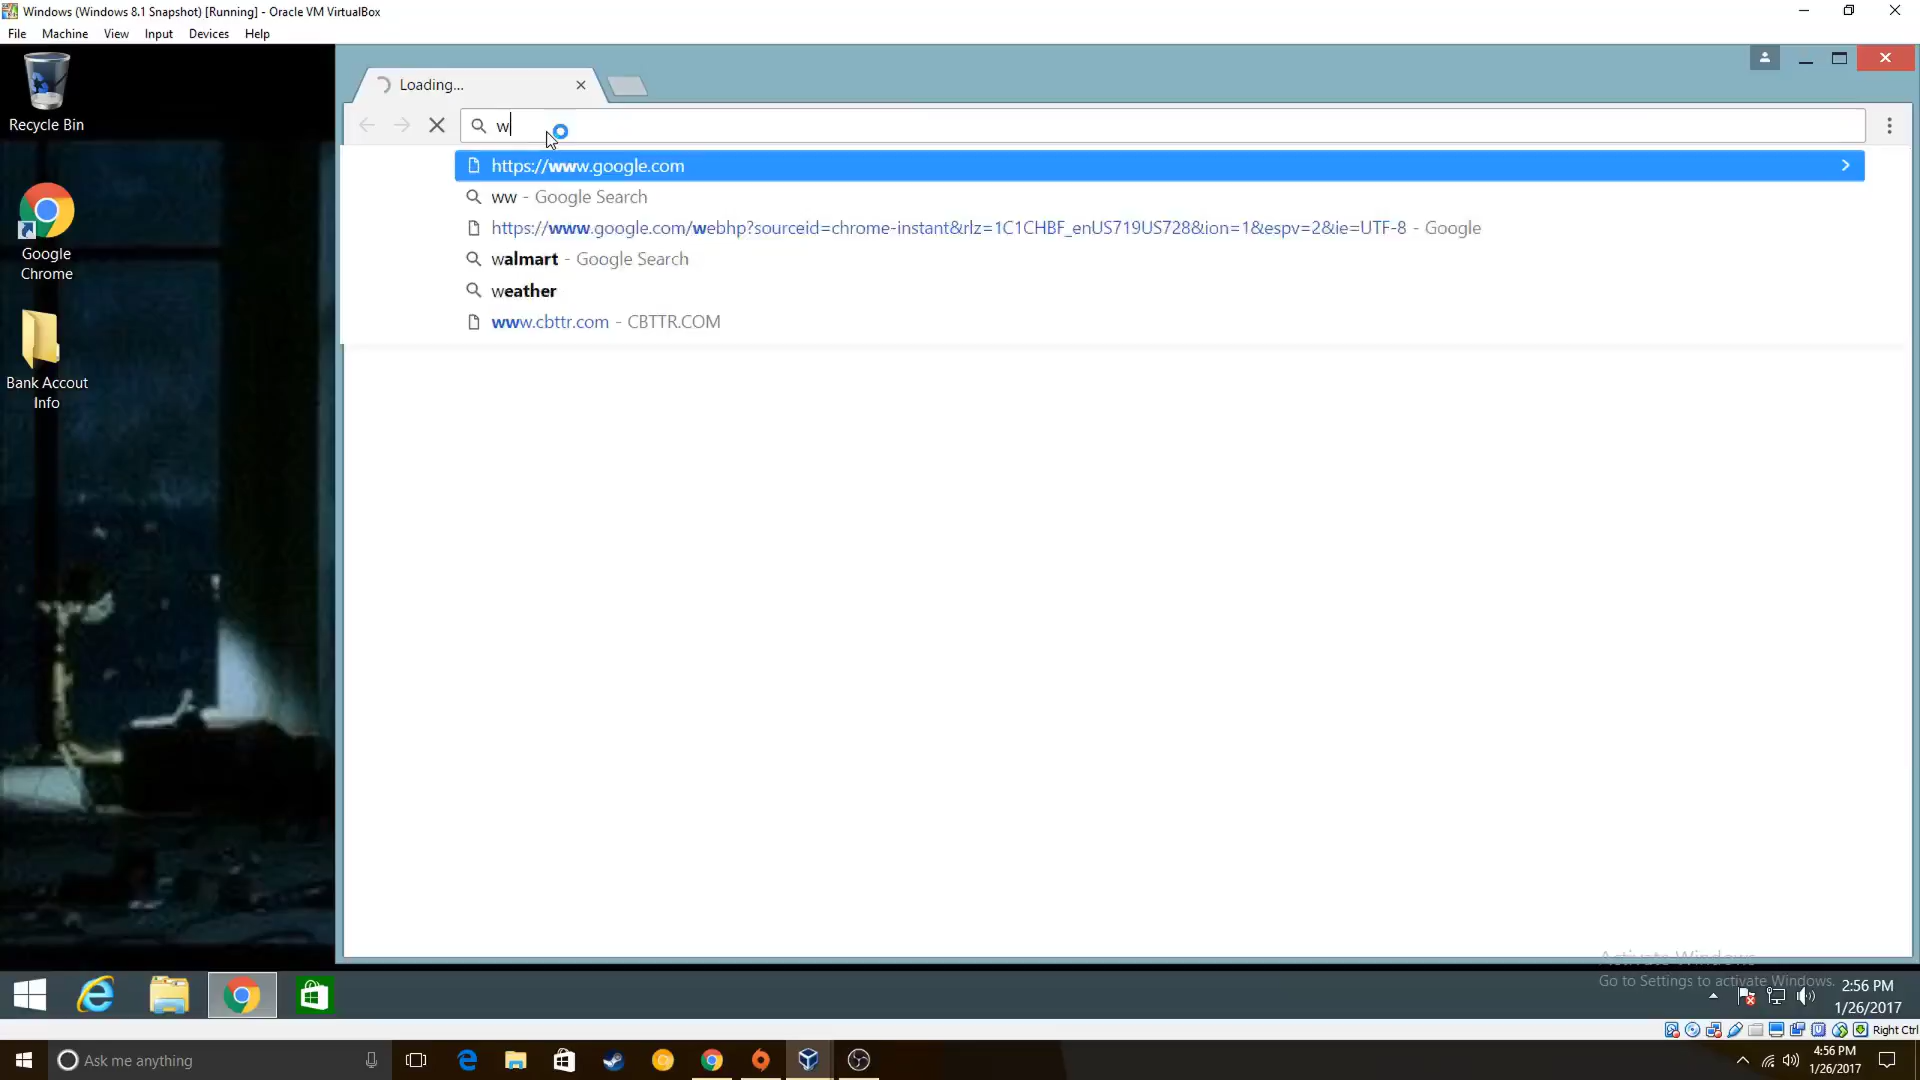 Windows (Windows 8.1 Snapshot) [Running] - Oracle VM VirtualBox
File Machine View Input Devices Help
Recycle Bin
Loading...
w
https://www.google.com
ww - Google Search
https://www.google.com/webhp?sourceid=chrome-instant&rlz=1C1CHBF_enUS719US728&ion=1&espv=2&ie=UTF-8 - Google
walmart - Google Search
weather
www.cbttr.com - CBTTR.COM
Google
Chrome
Bank Accout
Info
Activate Windows
Go to Settings to activate Windows.
2:56 PM
1/26/2017
Right Ctrl
Ask me anything
4:56 PM
1/26/2017